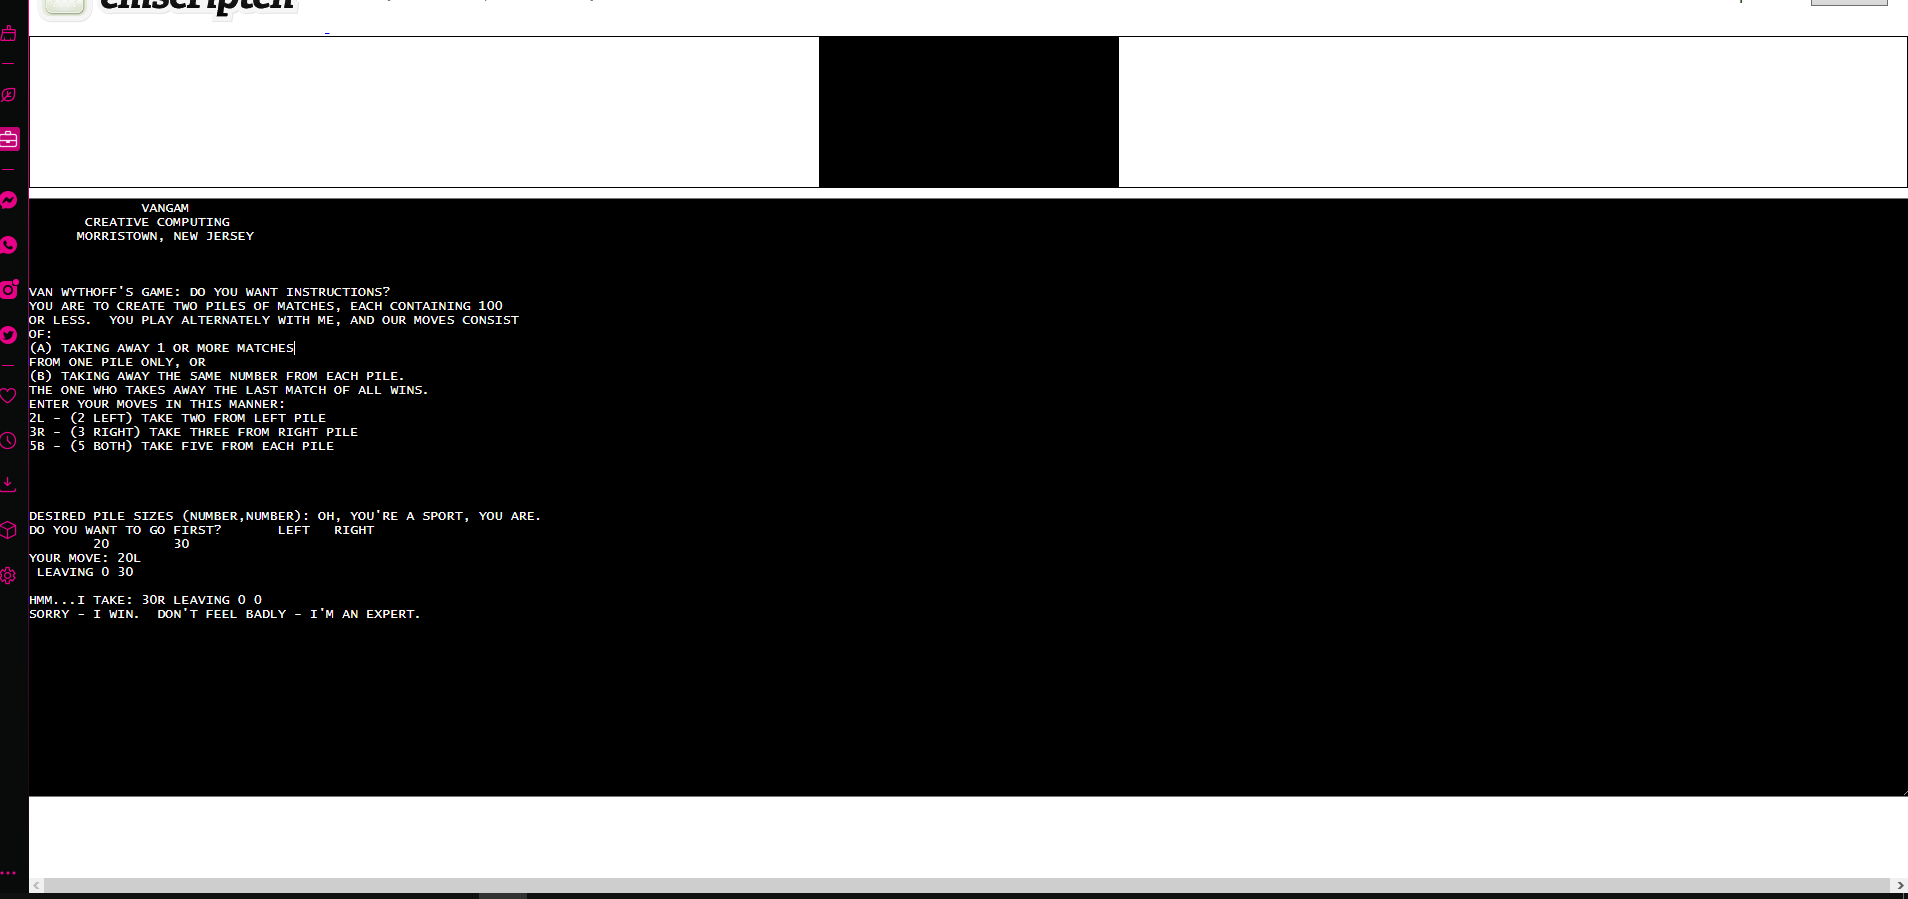 emscripten
VANGAM
CREATIVE COMPUTING
MORRISTOWN, NEW JERSEY
VAN WYTHOFF'S GAME: DO YOU WANT INSTRUCTIONS?
YOU ARE TO CREATE TWO PILES OF MATCHES, EACH CONTAINING 100
OR LESS.  YOU PLAY ALTERNATELY WITH ME, AND OUR MOVES CONSIST
OF:
(A) TAKING AWAY 1 OR MORE MATCHES
FROM ONE PILE ONLY, OR
(B) TAKING AWAY THE SAME NUMBER FROM EACH PILE.
THE ONE WHO TAKES AWAY THE LAST MATCH OF ALL WINS.
ENTER YOUR MOVES IN THIS MANNER:
2L - (2 LEFT) TAKE TWO FROM LEFT PILE
3R - (3 RIGHT) TAKE THREE FROM RIGHT PILE
5B - (5 BOTH) TAKE FIVE FROM EACH PILE
DESIRED PILE SIZES (NUMBER,NUMBER): OH, YOU'RE A SPORT, YOU ARE.
DO YOU WANT TO GO FIRST?       LEFT   RIGHT
20        30
YOUR MOVE: 20L
LEAVING 0 30
HMM...I TAKE: 30R LEAVING 0 0
SORRY - I WIN.  DON'T FEEL BADLY - I'M AN EXPERT.